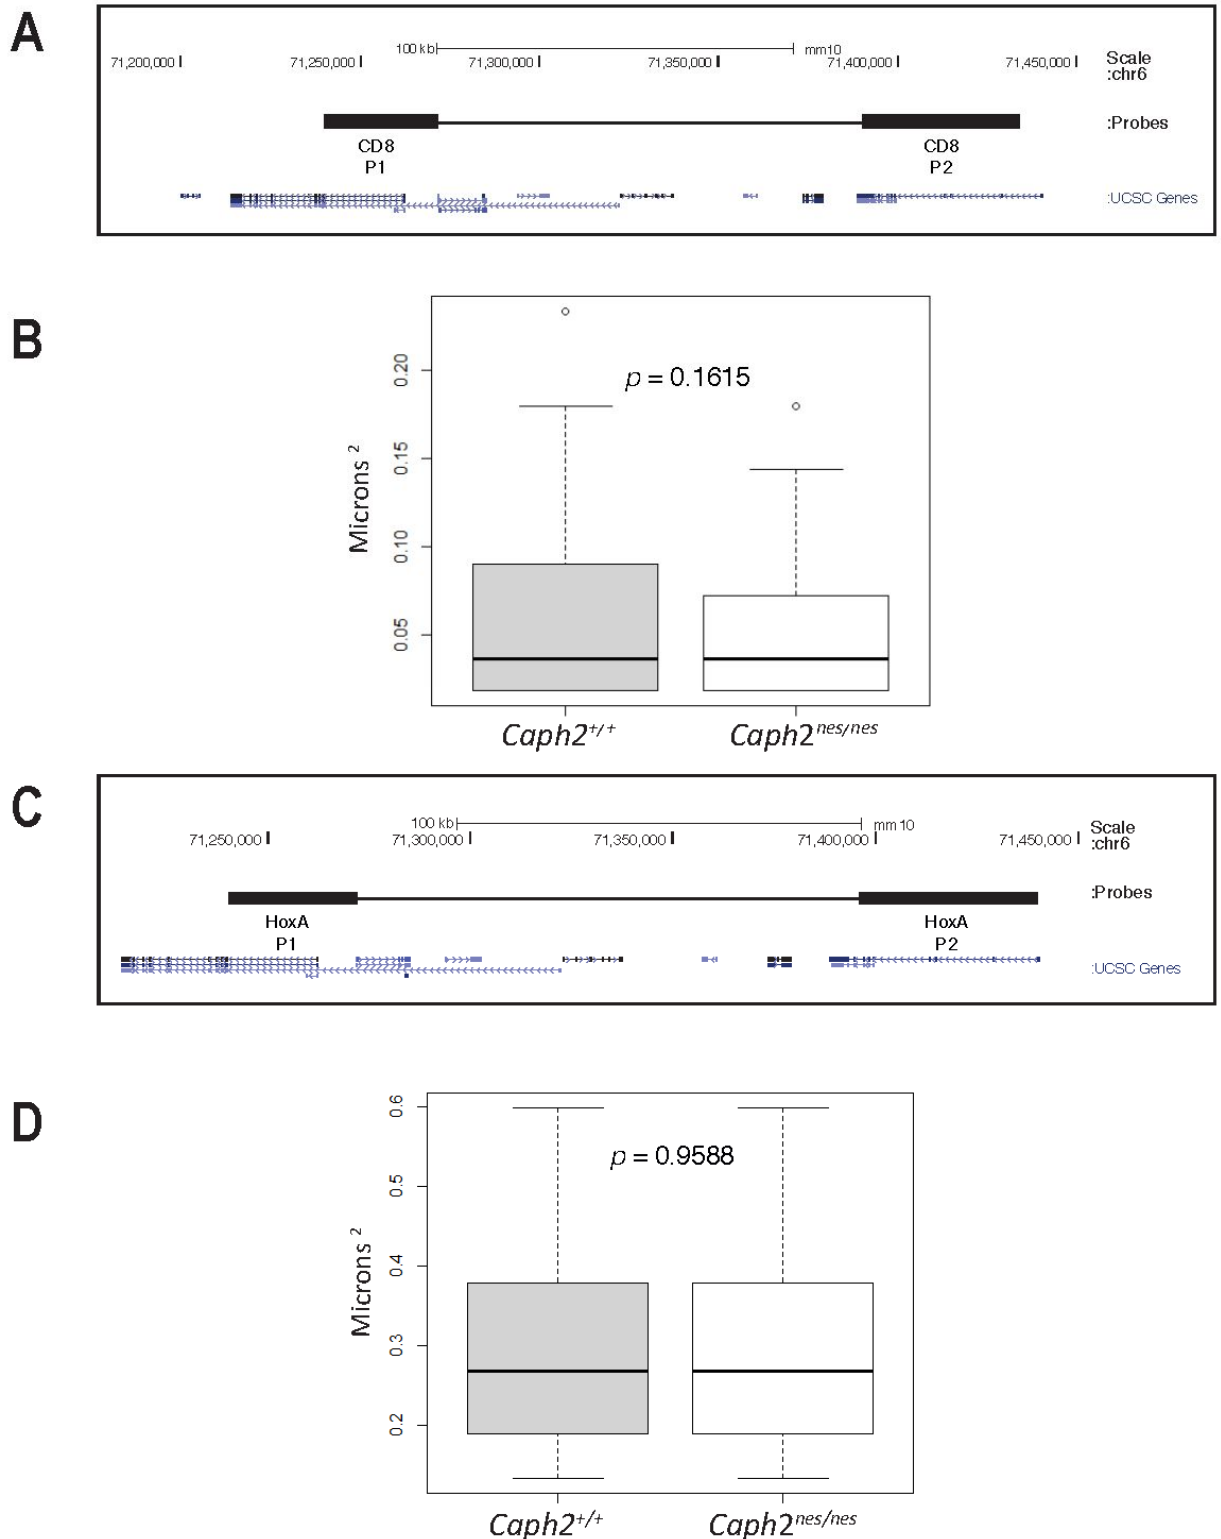 A
100 kb mm10
71,200,000 71,250,000 71,300,000 71,350,000 71,400,000 71,450,000 Scale
:chr6
:Probes
CD8 CD8
P1 P2
:UCSC Genes
B
p = 0.1615
0.20
0.15
0.10
0.05
Microns 2
Caph2+/+ Caph2nes/nes
C
100 kb mm10
71,250,000 71,300,000 71,350,000 71,400,000 71,450,000 Scale
:chr6
:Probes
HoxA HoxA
P1 P2
:UCSC Genes
D
p = 0.9588
0.6
0.5
0.4
0.3
0.2
Microns 2
Caph2+/+ Caph2nes/nes